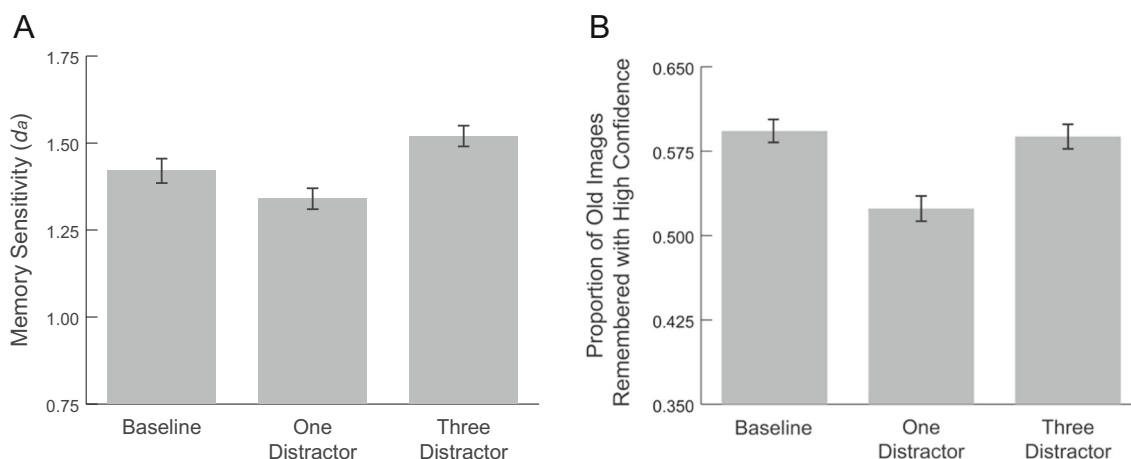 A
Memory Sensitivity (da)
1.75
1.50
1.25
1.00
0.75
Baseline
One
Distractor
Three
Distractor
B
Proportion of Old Images
Remembered with High Confidence
0.650
0.575
0.500
0.425
0.350
Baseline
One
Distractor
Three
Distractor